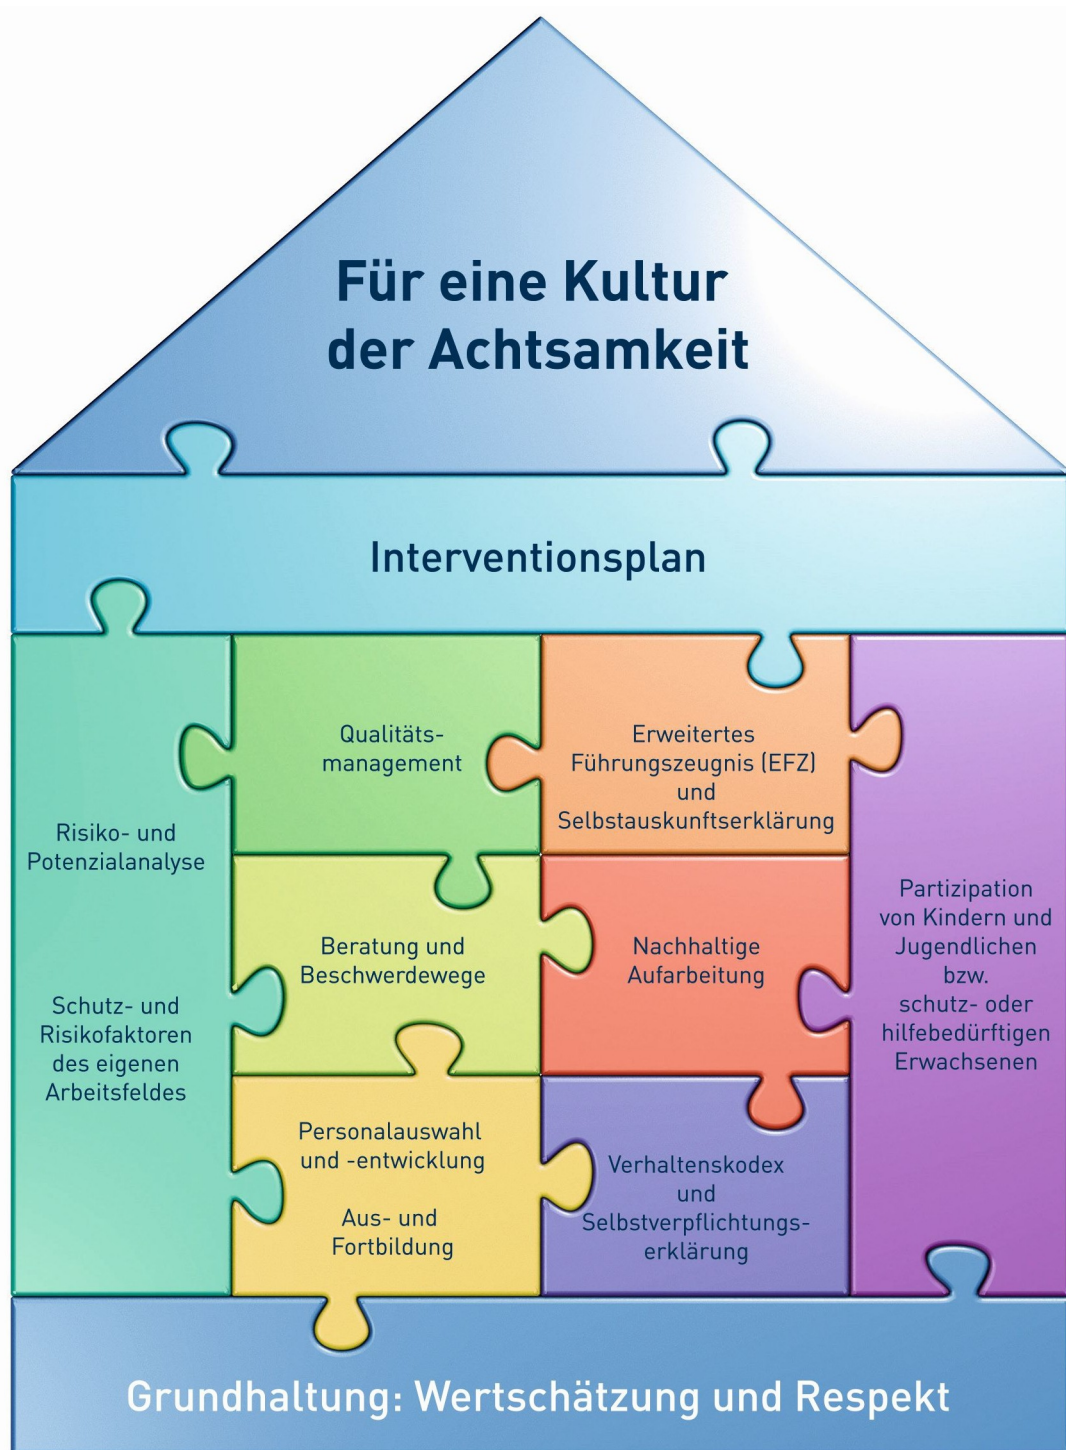 Für eine Kultur
der Achtsamkeit
Interventionsplan
Risiko- und
Potenzialanalyse
Schutz- und
Risikofaktoren
des eigenen
Arbeitsfeldes
Qualitäts-
management
Erweitertes
Führungszeugnis (EFZ)
und
Selbstauskunftserklärung
Beratung und
Beschwerdewege
Nachhaltige
Aufarbeitung
Personalauswahl
und -entwicklung
Aus- und
Fortbildung
Verhaltenskodex
und
Selbstverpflichtungs-
erklärung
Partizipation
von Kindern und
Jugendlichen
bzw.
schutz- oder
hilfebedürftigen
Erwachsenen
Grundhaltung: Wertschätzung und Respekt